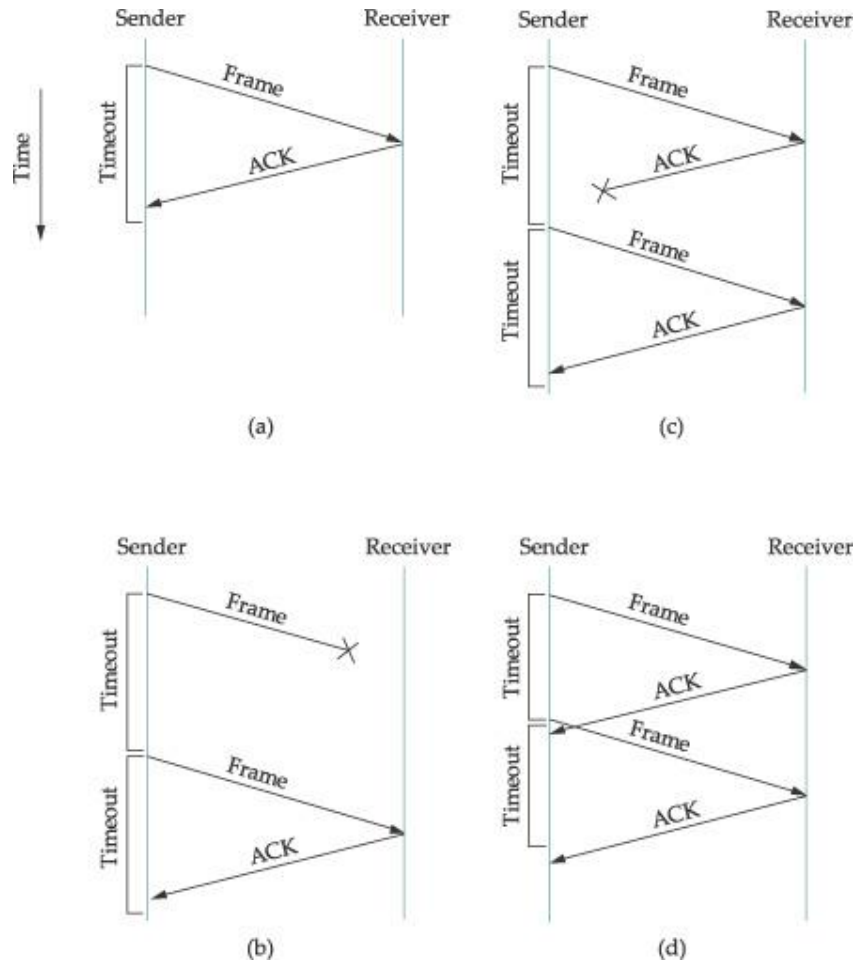 Sender Receiver
Time
Timeout
Frame
ACK
(a)
Sender Receiver
Timeout
Frame
ACK
Timeout
Frame
ACK
(c)
Sender Receiver
Timeout
Frame
Timeout
Frame
ACK
(b)
Sender Receiver
Timeout
Frame
ACK
Timeout
Frame
ACK
(d)